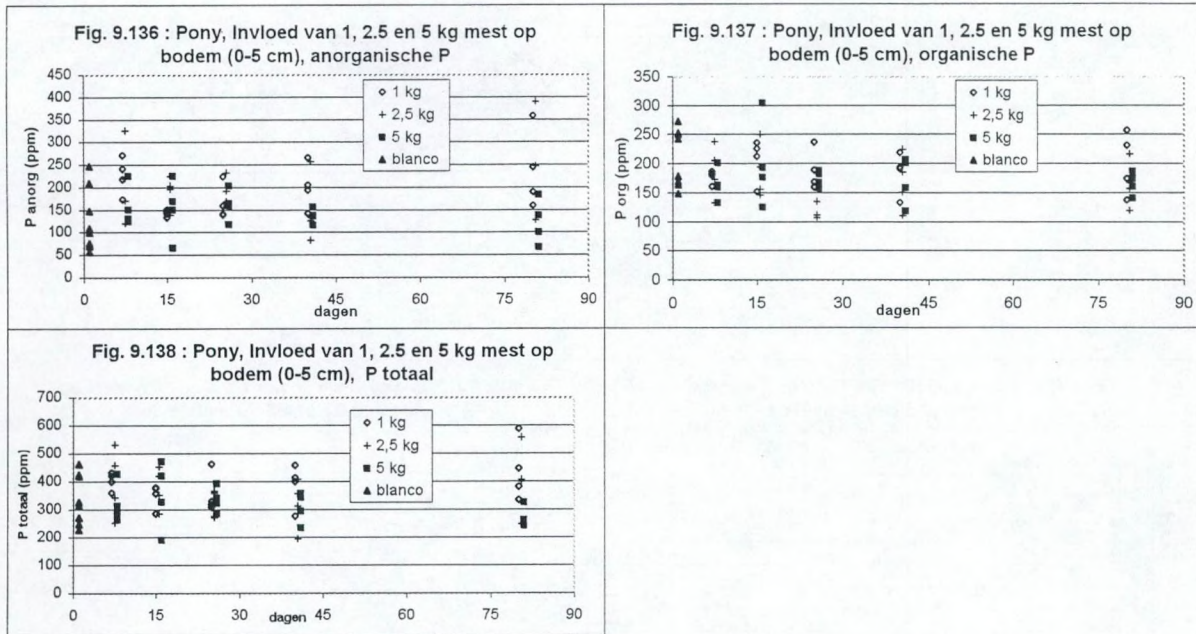 Fig. 9.136 : Pony, Invloed van 1, 2.5 en 5 kg mest op
bodem (0-5 cm), anorganische P
P anorg (ppm)
450
400
350
300
250
200
150
100
50
0
0 15 30 45 60 75 90
dagen
1 kg
2,5 kg
5 kg
blanco
Fig. 9.137 : Pony, Invloed van 1, 2.5 en 5 kg mest op
bodem (0-5 cm), organische P
P org (ppm)
350
300
250
200
150
100
50
0
0 15 30 45 60 75 90
dagen
1 kg
2,5 kg
5 kg
blanco
Fig. 9.138 : Pony, Invloed van 1, 2.5 en 5 kg mest op
bodem (0-5 cm), P totaal
P totaal (ppm)
700
600
500
400
300
200
100
0
0 15 30 45 60 75 90
dagen
1 kg
2,5 kg
5 kg
blanco